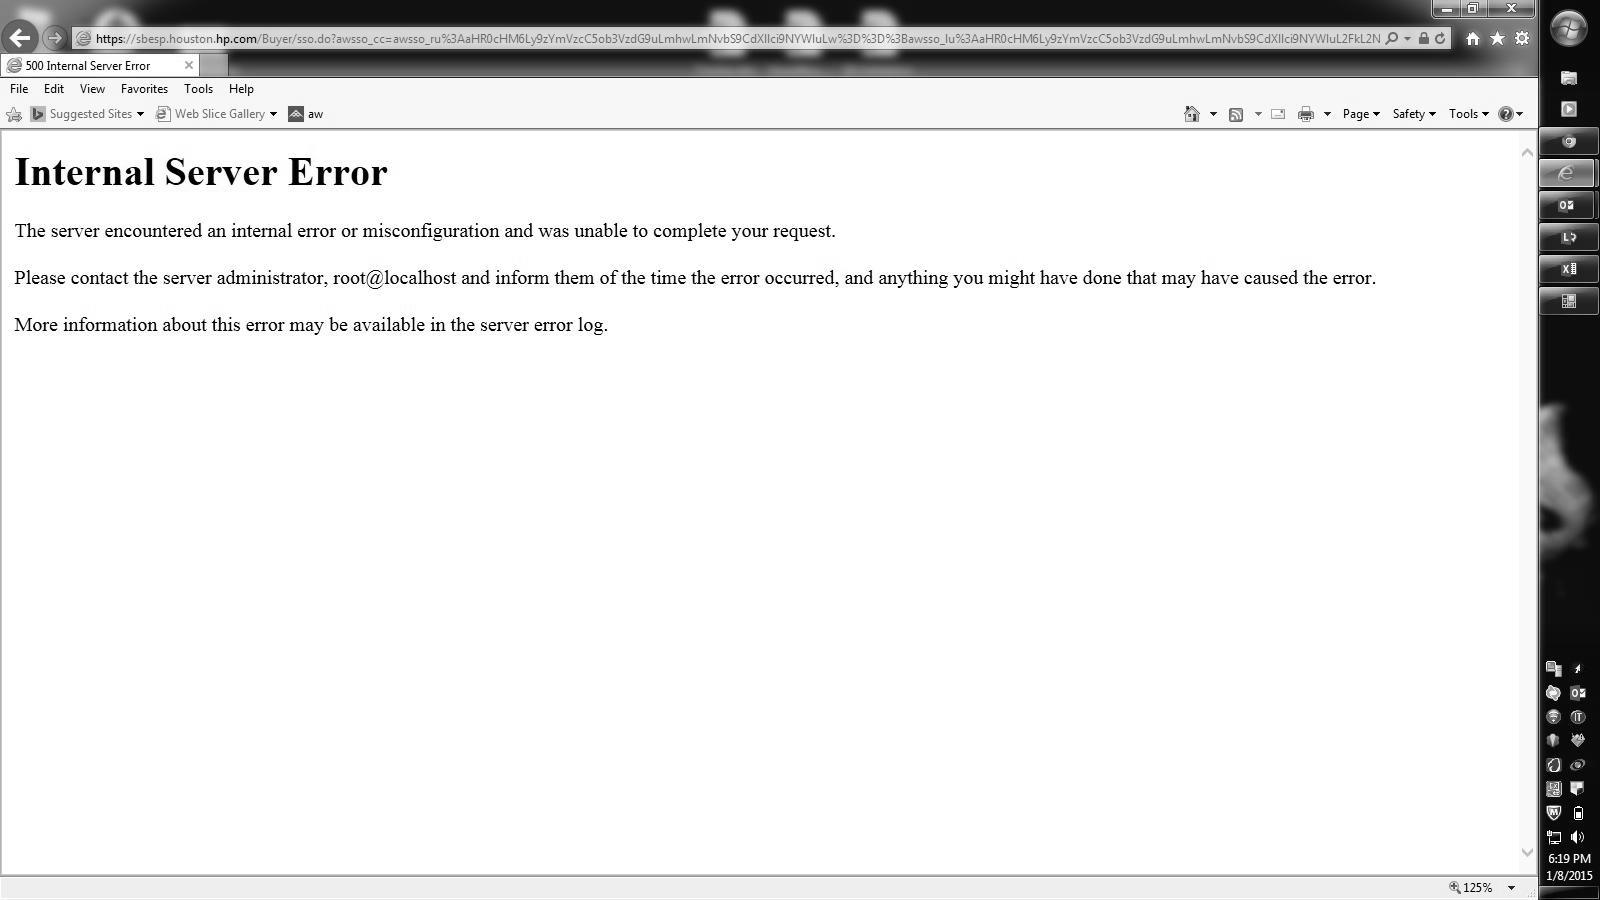 https://sbesp.houston.hp.com/Buyer/sso.do?awsso_cc=awsso_ru%3AaHR0cHM6Ly9zYmVzcC5ob3VzdG9uLmhwLmNvbS9CdXllci9NYWluLw%3D%3D%3Bawsso_lu%3AaHR0cHM6Ly9zYmVzcC5ob3VzdG9uLmhwLmNvbS9CdXllci9NYWluL2FkL2N
500 Internal Server Error
File Edit View Favorites Tools Help
Suggested Sites Web Slice Gallery aw Page Safety Tools
Internal Server Error
The server encountered an internal error or misconfiguration and was unable to complete your request.
Please contact the server administrator, root@localhost and inform them of the time the error occurred, and anything you might have done that may have caused the error.
More information about this error may be available in the server error log.
6:19 PM
1/8/2015
125%